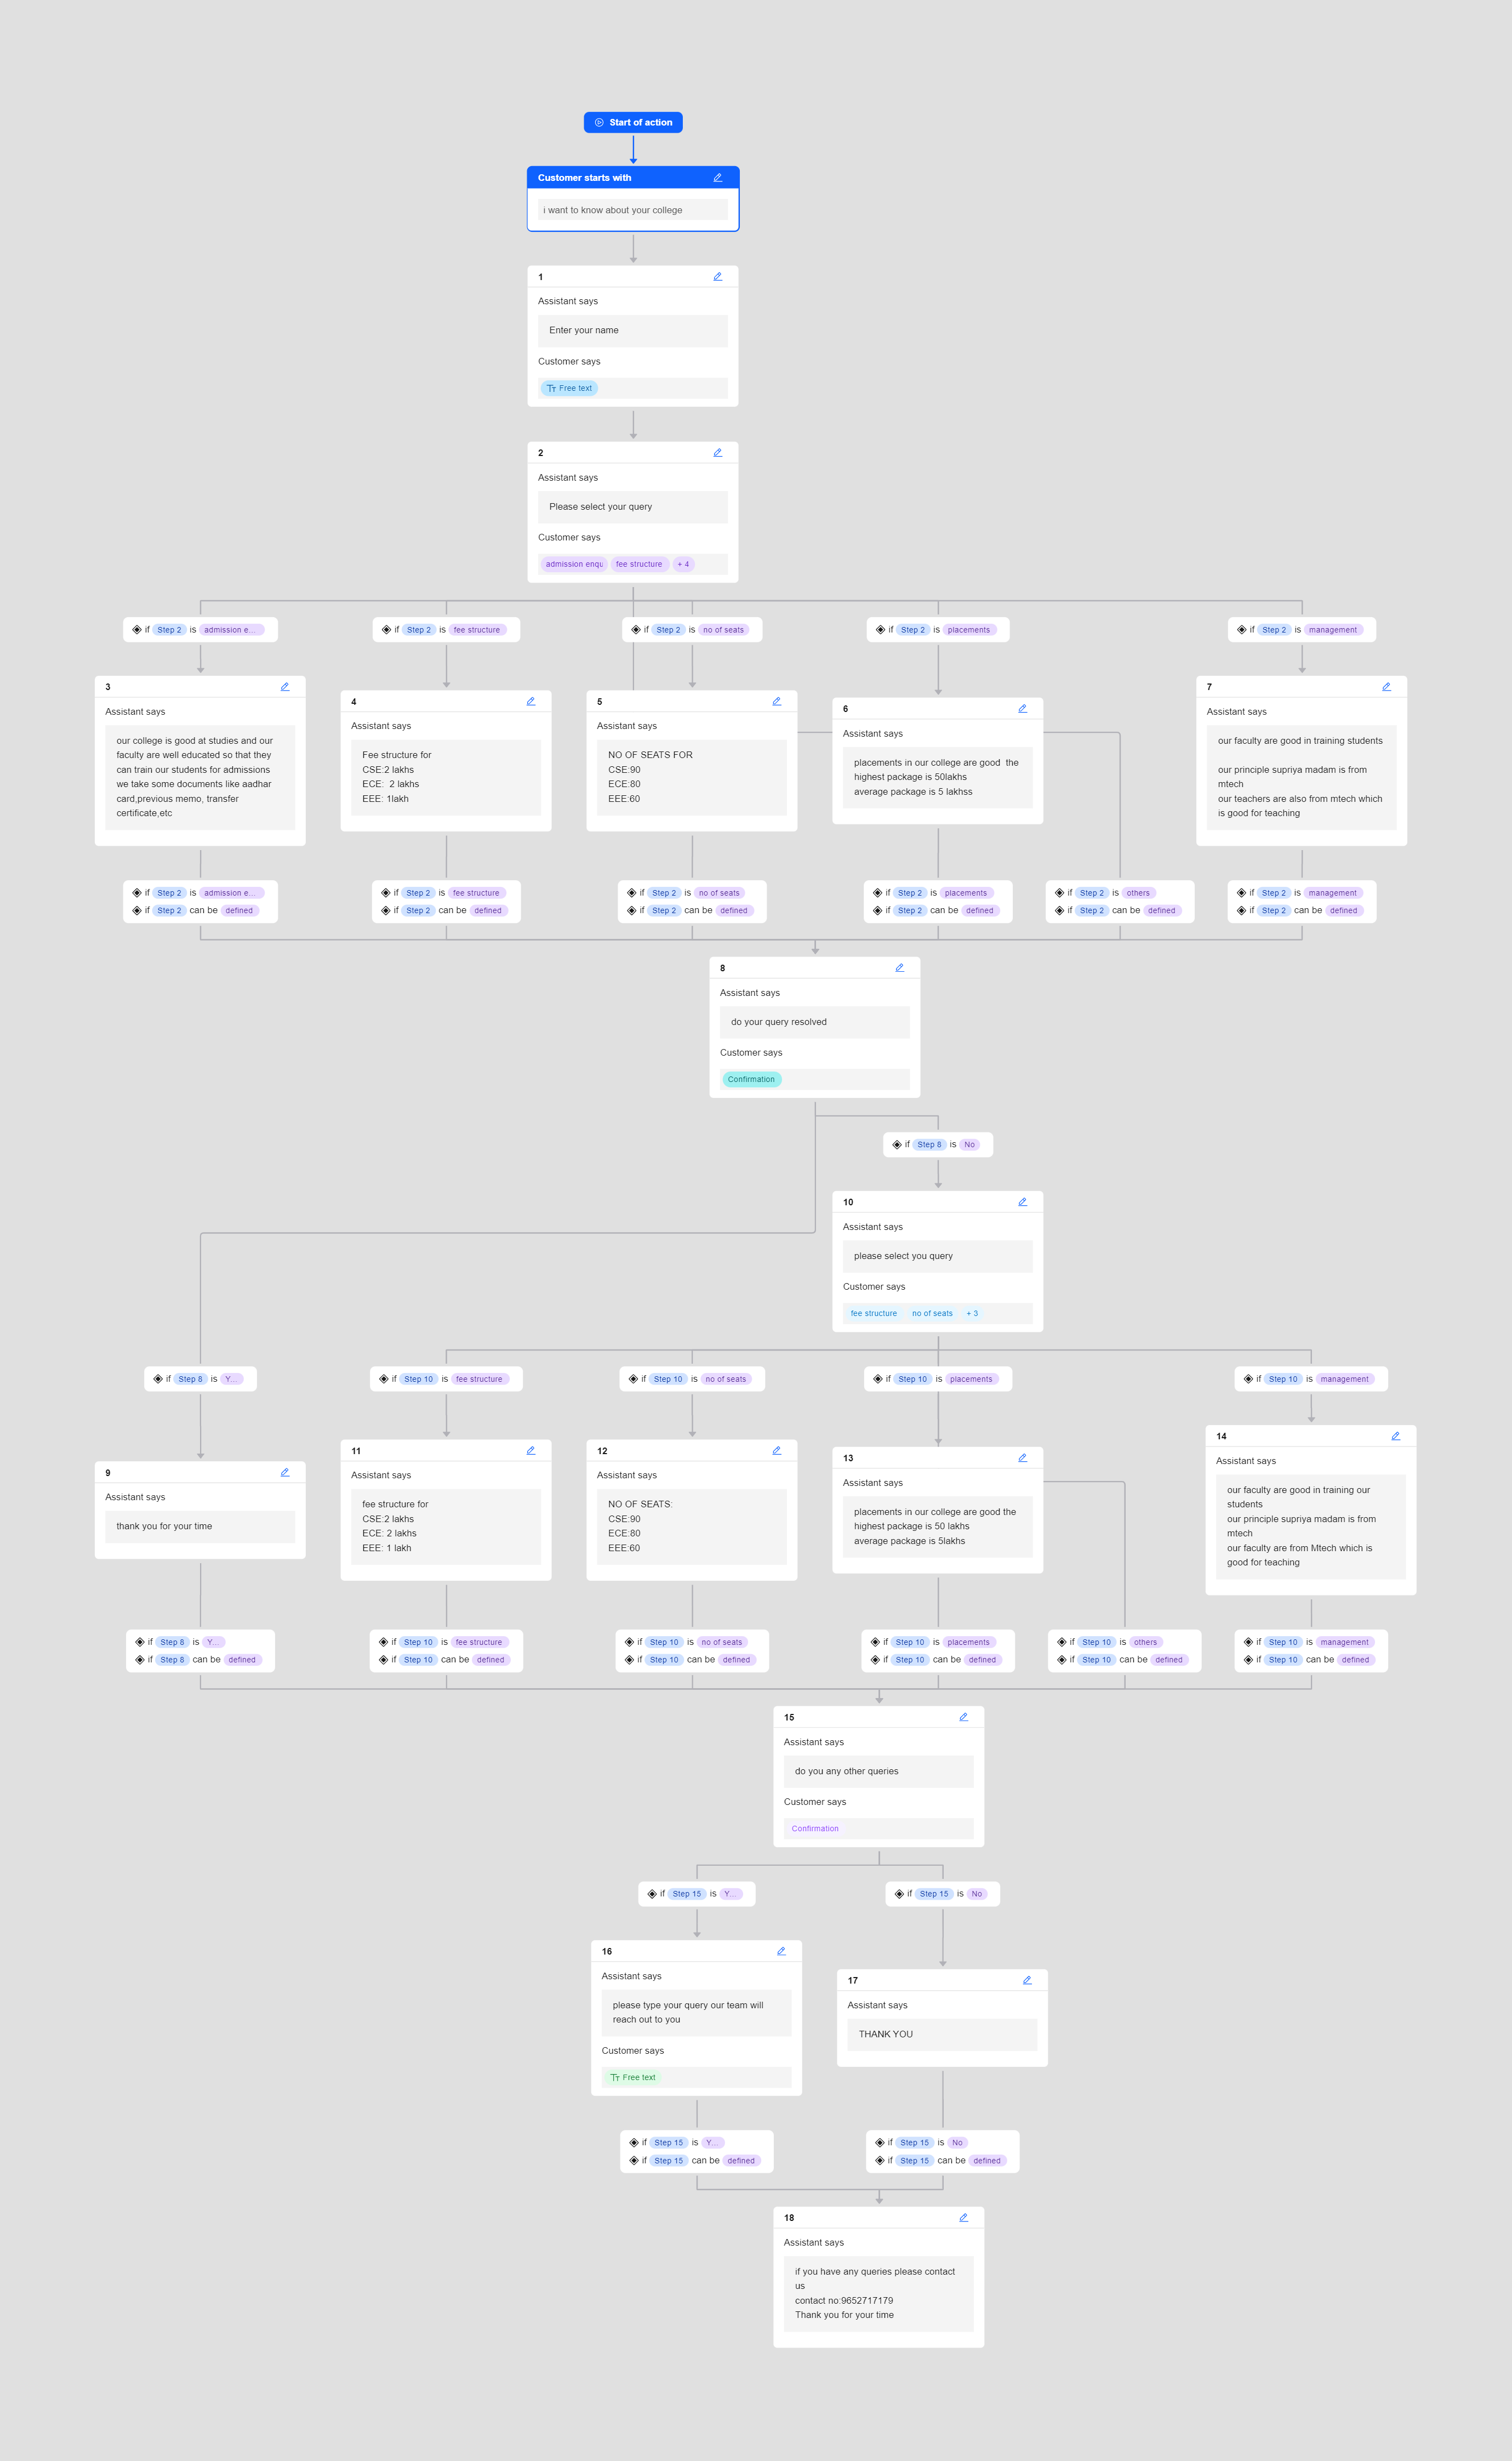 Start of action
Customer starts with
i want to know about your college
1
Assistant says
Enter your name
Customer says
Free text
2
Assistant says
Please select your query
Customer says
admission enqu fee structure + 4
if Step 2 is admission e...
if Step 2 is fee structure
if Step 2 is no of seats
if Step 2 is placements
if Step 2 is management
3
Assistant says
our college is good at studies and our
faculty are well educated so that they
can train our students for admissions
we take some documents like aadhar
card,previous memo, transfer
certificate,etc
4
Assistant says
Fee structure for
CSE:2 lakhs
ECE: 2 lakhs
EEE: 1lakh
5
Assistant says
NO OF SEATS FOR
CSE:90
ECE:80
EEE:60
6
Assistant says
placements in our college are good the
highest package is 50lakhs
average package is 5 lakhss
7
Assistant says
our faculty are good in training students
our principle supriya madam is from
mtech
our teachers are also from mtech which
is good for teaching
if Step 2 is admission e...
if Step 2 can be defined
if Step 2 is fee structure
if Step 2 can be defined
if Step 2 is no of seats
if Step 2 can be defined
if Step 2 is placements
if Step 2 can be defined
if Step 2 is others
if Step 2 can be defined
if Step 2 is management
if Step 2 can be defined
8
Assistant says
do your query resolved
Customer says
Confirmation
if Step 8 is No
10
Assistant says
please select you query
Customer says
fee structure no of seats + 3
if Step 8 is Y...
if Step 10 is fee structure
if Step 10 is no of seats
if Step 10 is placements
if Step 10 is management
9
Assistant says
thank you for your time
11
Assistant says
fee structure for
CSE:2 lakhs
ECE: 2 lakhs
EEE: 1 lakh
12
Assistant says
NO OF SEATS:
CSE:90
ECE:80
EEE:60
13
Assistant says
placements in our college are good the
highest package is 50 lakhs
average package is 5lakhs
14
Assistant says
our faculty are good in training our
students
our principle supriya madam is from
mtech
our faculty are from Mtech which is
good for teaching
if Step 8 is Y...
if Step 8 can be defined
if Step 10 is fee structure
if Step 10 can be defined
if Step 10 is no of seats
if Step 10 can be defined
if Step 10 is placements
if Step 10 can be defined
if Step 10 is others
if Step 10 can be defined
if Step 10 is management
if Step 10 can be defined
15
Assistant says
do you any other queries
Customer says
Confirmation
if Step 15 is Y...
if Step 15 is No
16
Assistant says
please type your query our team will
reach out to you
Customer says
Free text
17
Assistant says
THANK YOU
if Step 15 is Y...
if Step 15 can be defined
if Step 15 is No
if Step 15 can be defined
18
Assistant says
if you have any queries please contact
us
contact no:9652717179
Thank you for your time